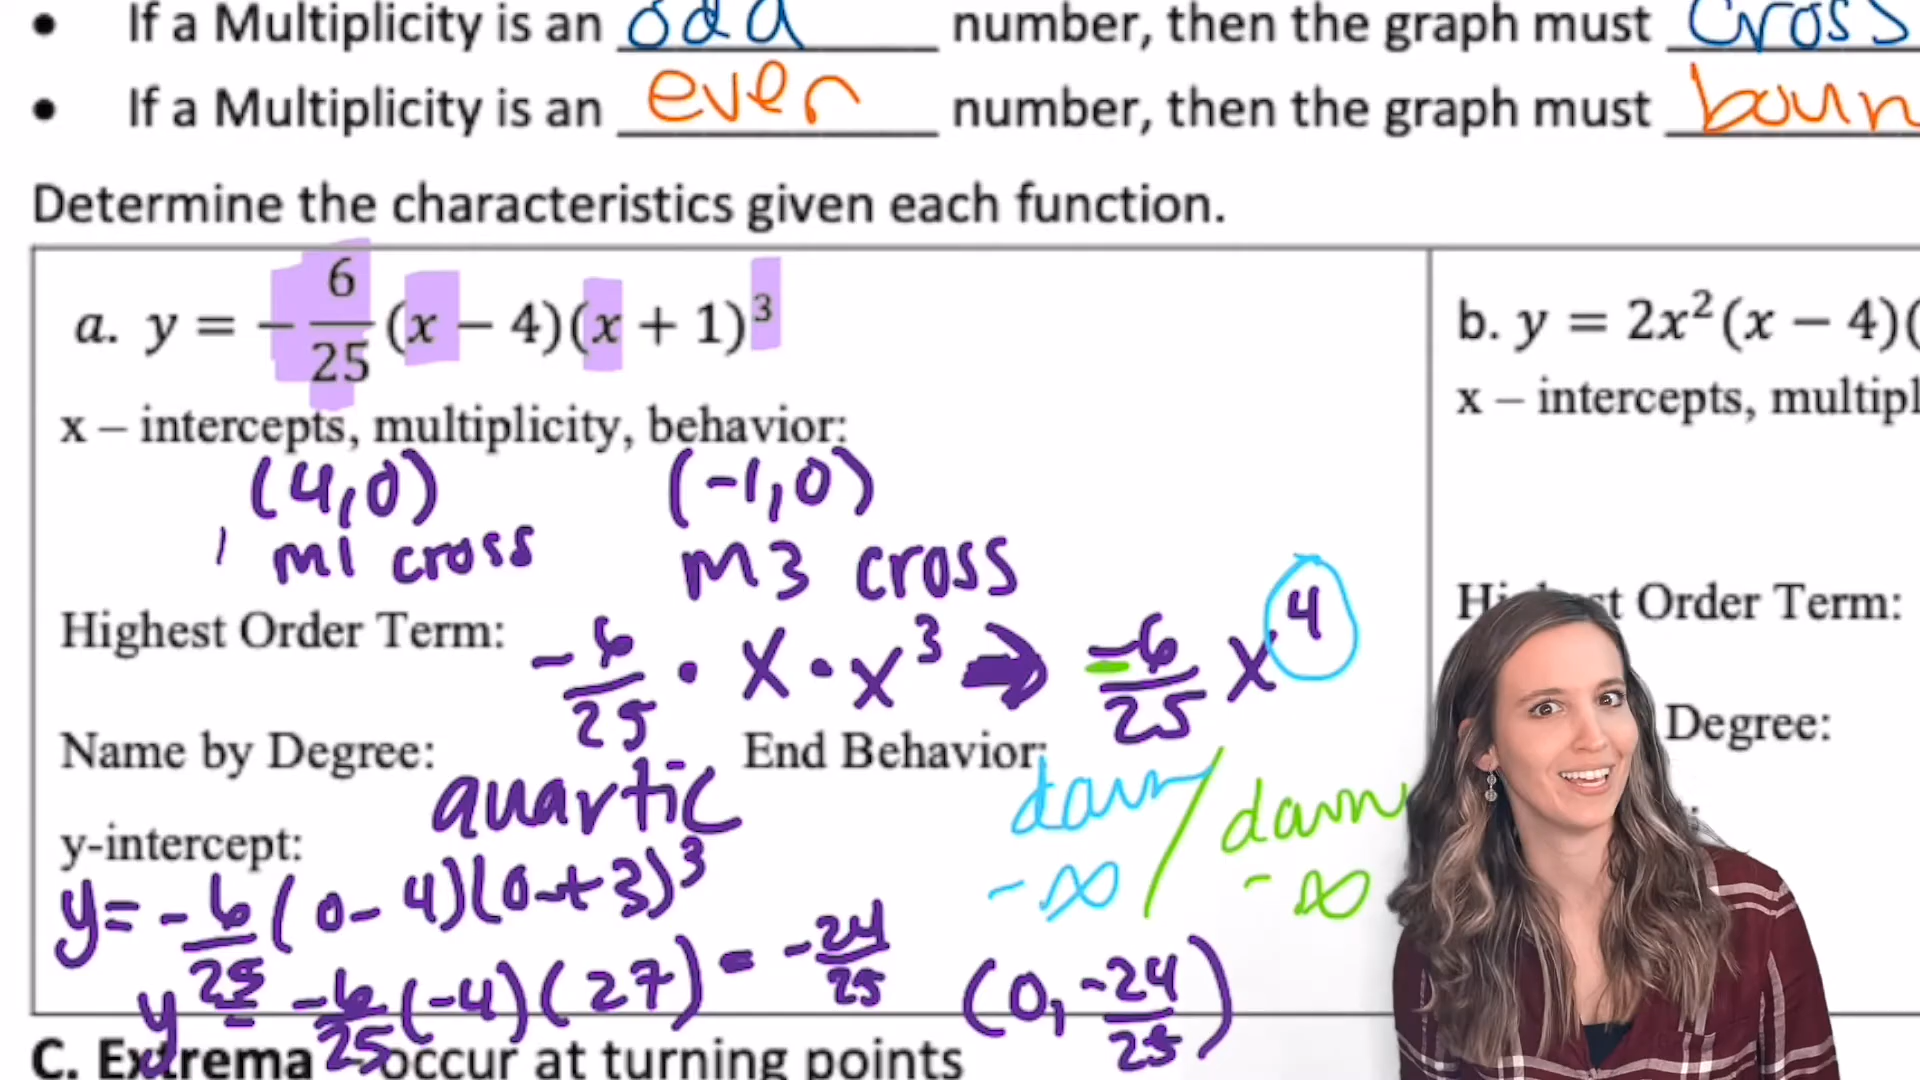 • If a Multiplicity is an odd number, then the graph must cross
• If a Multiplicity is an even number, then the graph must boun
Determine the characteristics given each function.
a. y = −6/25(x − 4)(x + 1)³
b. y = 2x²(x − 4)(
x – intercepts, multiplicity, behavior:
x – intercepts, multipl
(4,0) (-1,0)
m1 cross m3 cross
Highest Order Term: -6/25 · x · x³ → -6/25 x⁴
st Order Term:
Name by Degree: quartic
End Behavior: down / down
-∞ -∞
Degree:
y-intercept:
y = -6/25(0-4)(0+3)³
y = -6/25(-4)(27) = -24/25 (0, -24/25)
C. Extrema – occur at turning points